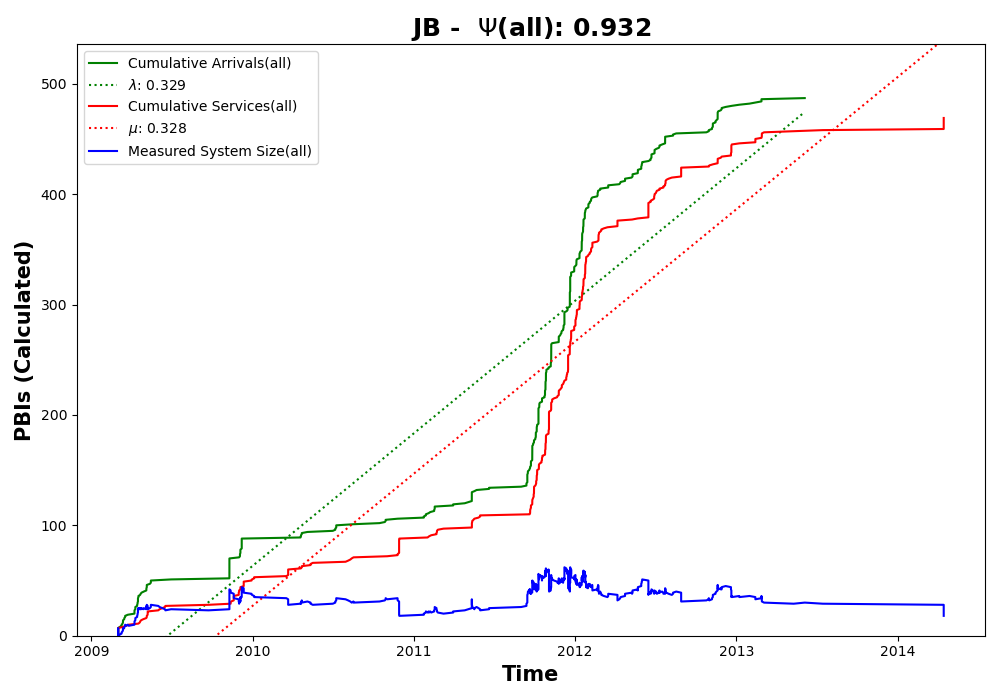 JB - Ψ(all): 0.932
Cumulative Arrivals(all)
λ: 0.329
Cumulative Services(all)
μ: 0.328
Measured System Size(all)
PBIs (Calculated)
500
400
300
200
100
0
2009 2010 2011 2012 2013 2014
Time